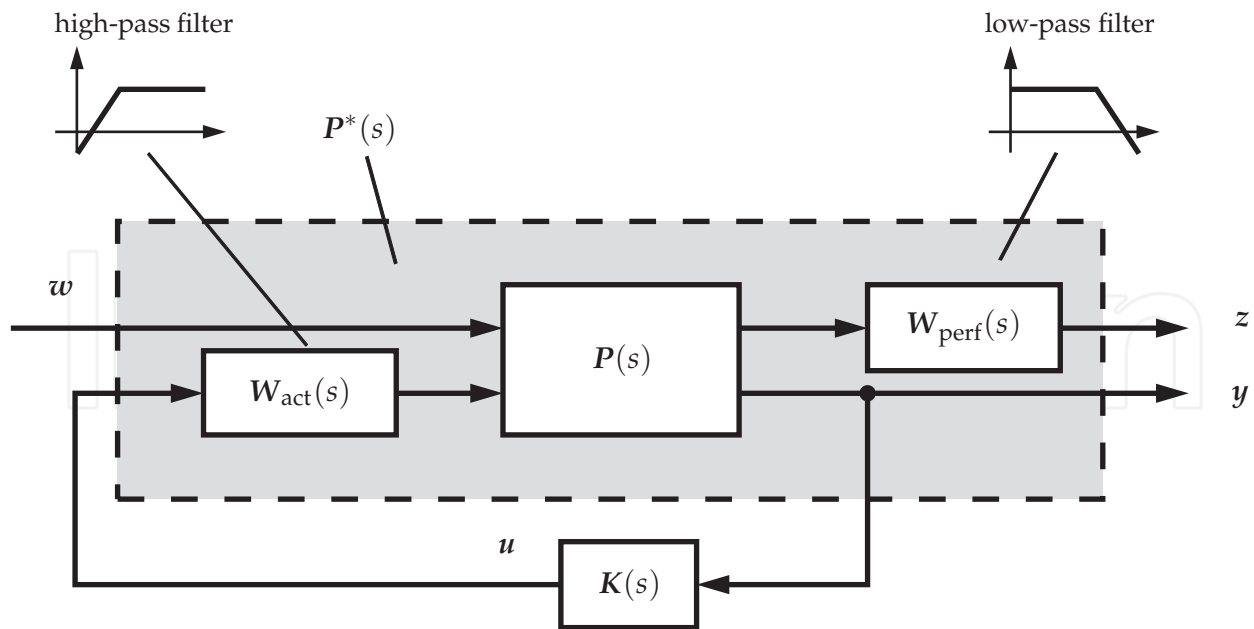 high-pass filter
low-pass filter
P*(s)
w
P(s)
W_perf(s)
z
W_act(s)
y
u
K(s)